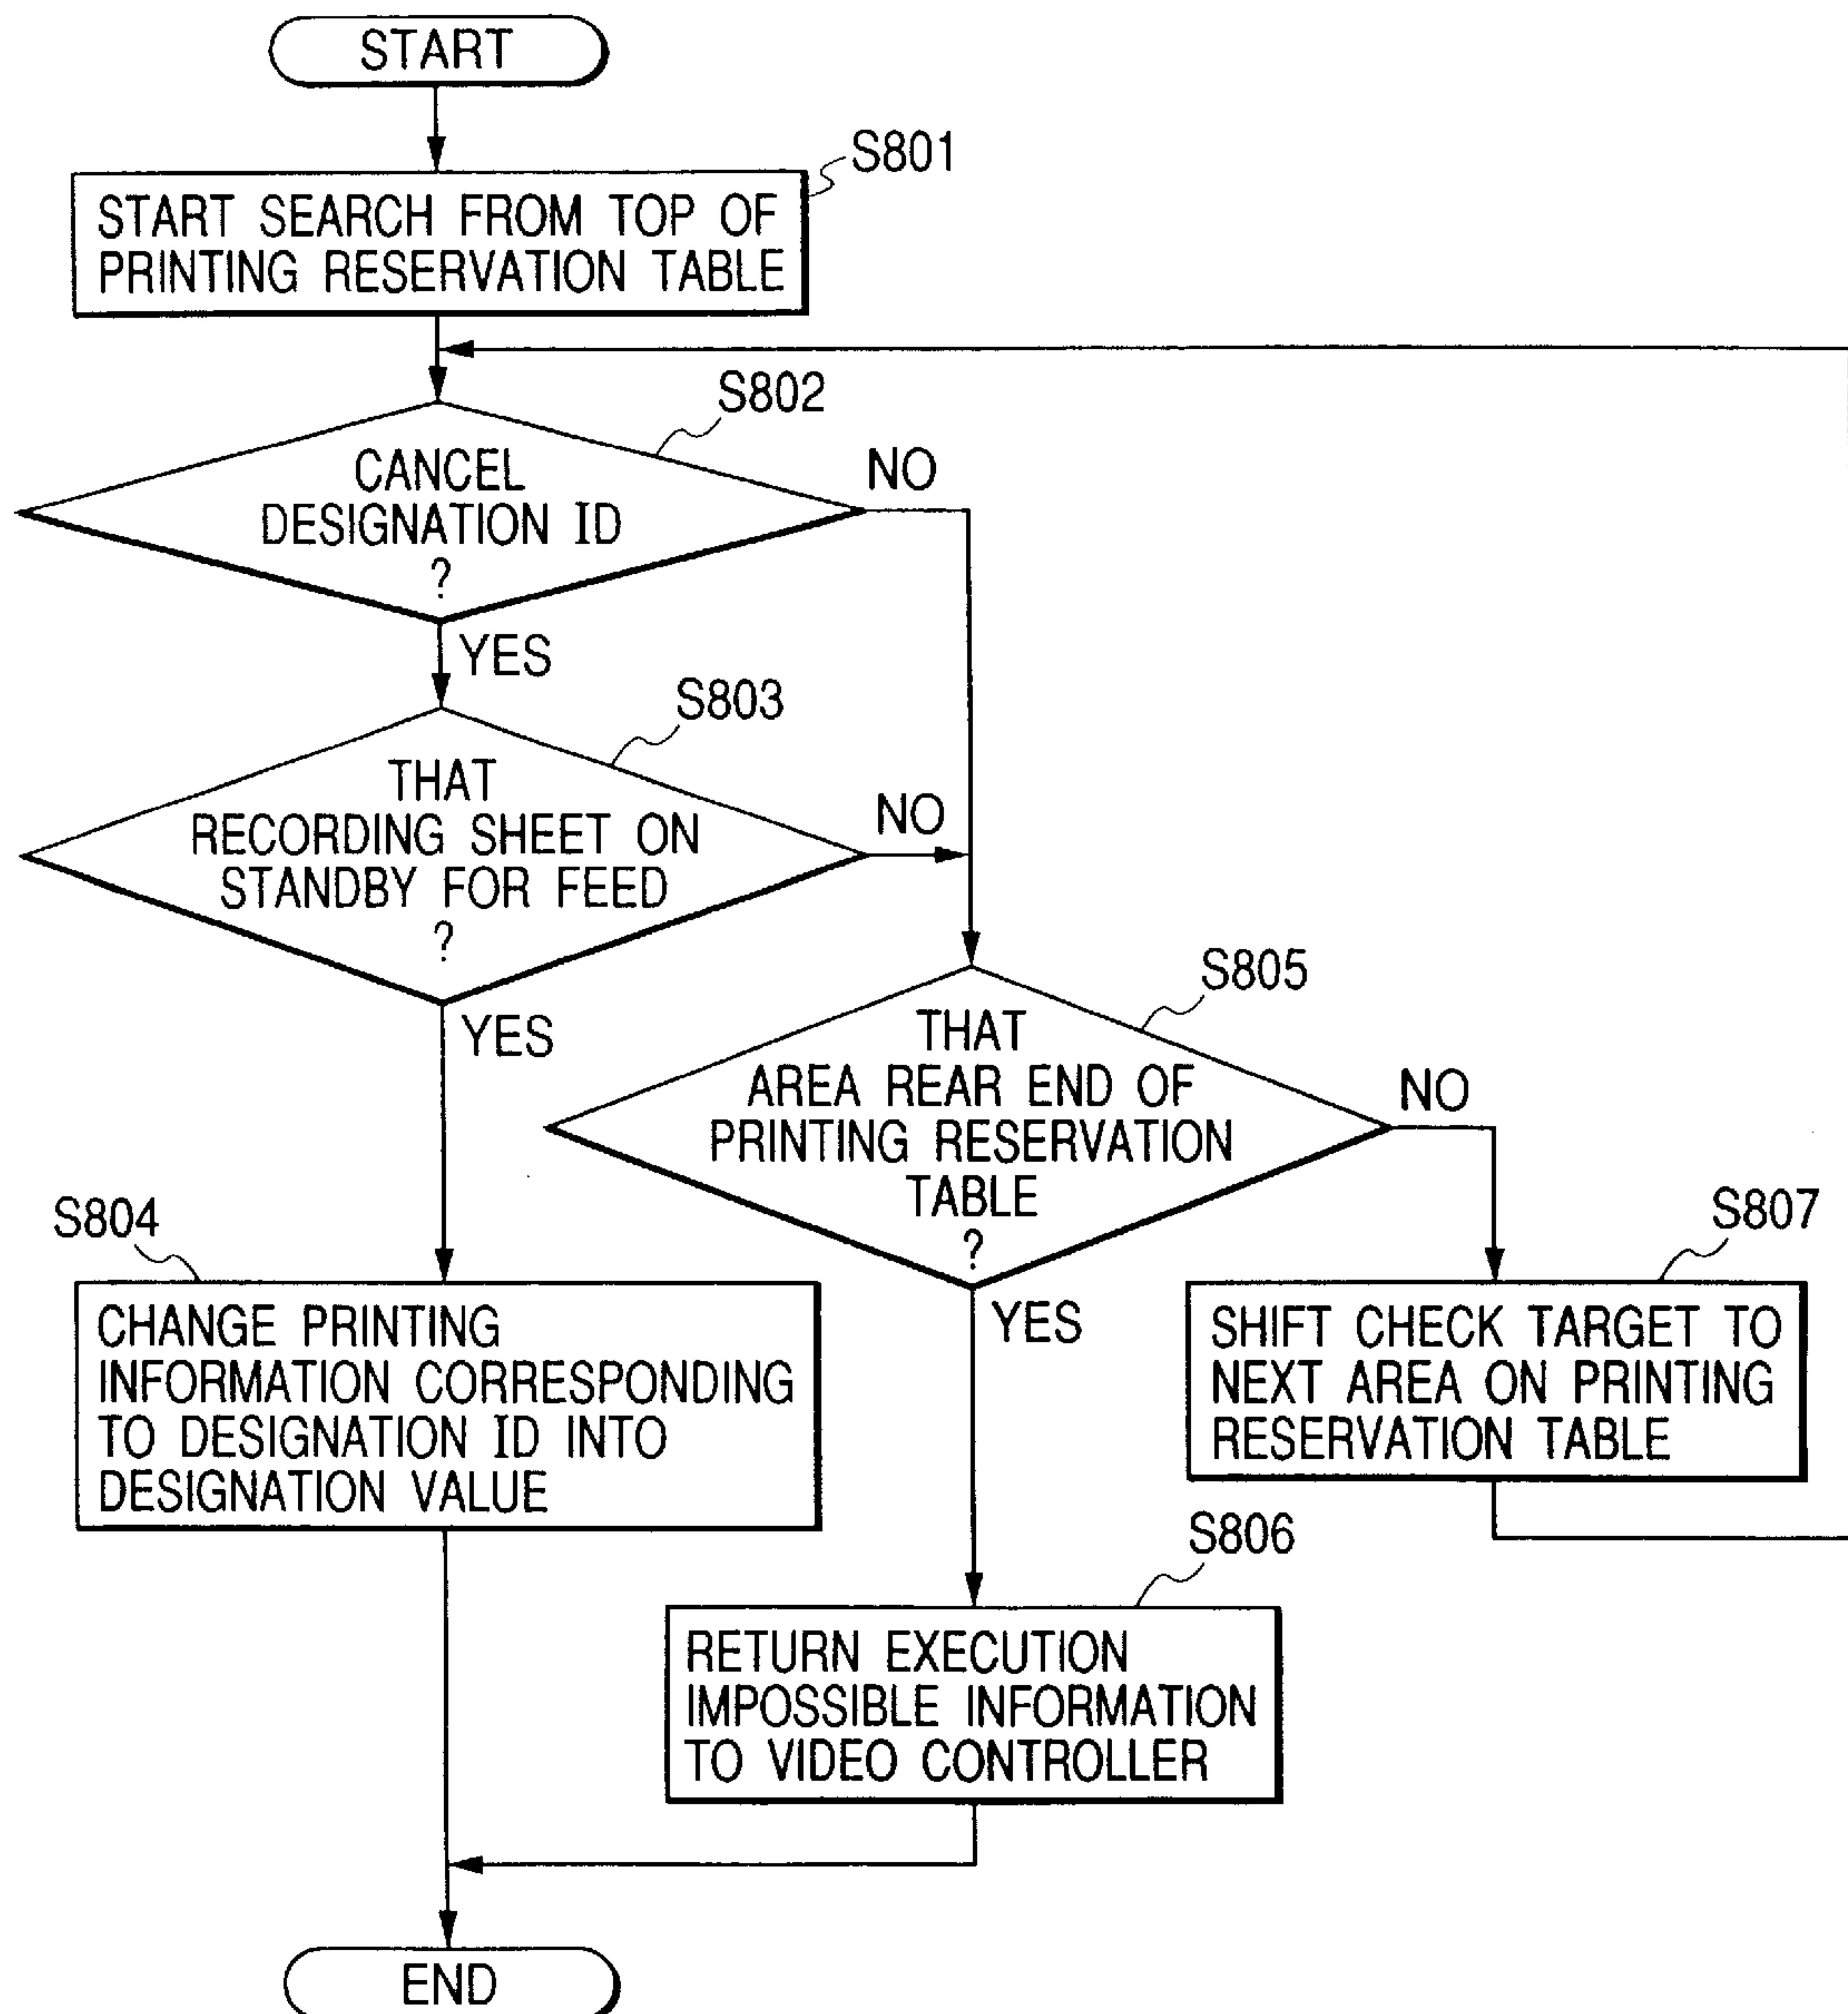 START
S801
START SEARCH FROM TOP OF
PRINTING RESERVATION TABLE
S802
CANCEL
DESIGNATION ID
?
NO
YES
S803
THAT
RECORDING SHEET ON
STANDBY FOR FEED
?
NO
YES
S805
THAT
AREA REAR END OF
PRINTING RESERVATION
TABLE
?
NO
YES
S804
CHANGE PRINTING
INFORMATION CORRESPONDING
TO DESIGNATION ID INTO
DESIGNATION VALUE
S807
SHIFT CHECK TARGET TO
NEXT AREA ON PRINTING
RESERVATION TABLE
S806
RETURN EXECUTION
IMPOSSIBLE INFORMATION
TO VIDEO CONTROLLER
END